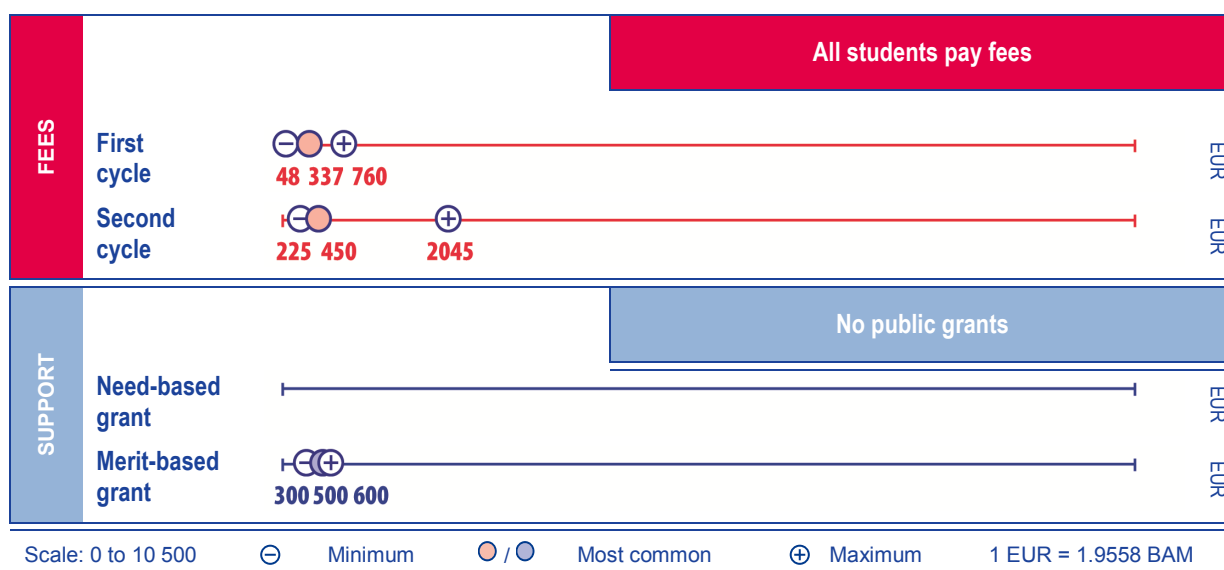 All students pay fees
FEES
First
cycle
48 337 760
EUR
Second
cycle
225 450 2045
EUR
No public grants
SUPPORT
Need-based
grant
EUR
Merit-based
grant
300 500 600
EUR
Scale: 0 to 10 500 Minimum / Most common Maximum 1 EUR = 1.9558 BAM